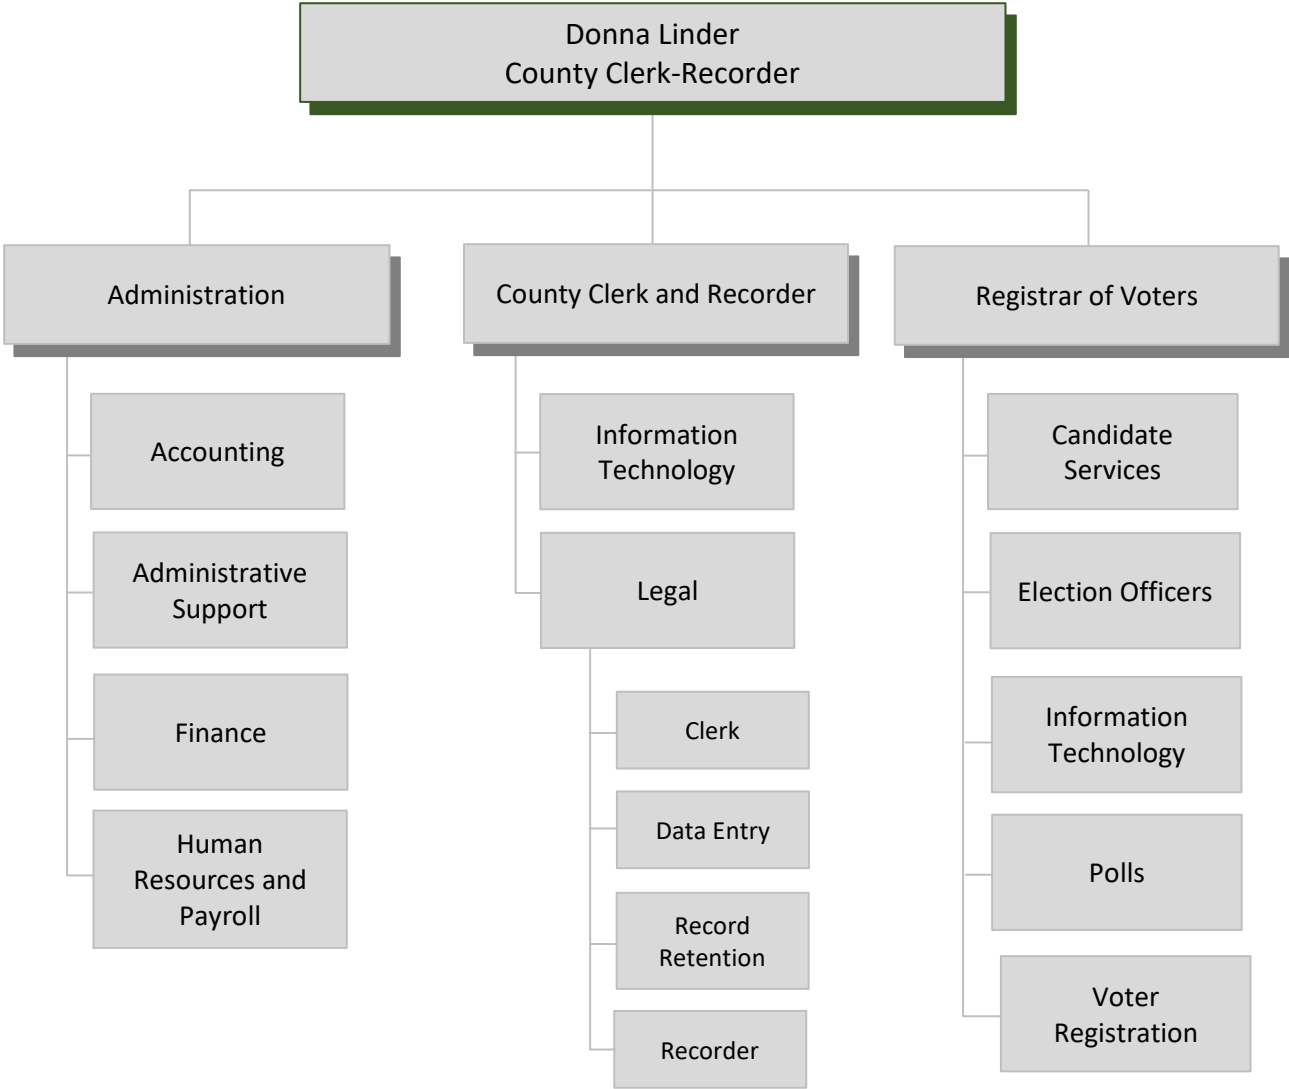 Donna Linder
County Clerk-Recorder
Administration
County Clerk and Recorder
Registrar of Voters
Accounting
Administrative
Support
Finance
Human
Resources and
Payroll
Information
Technology
Legal
Clerk
Data Entry
Record
Retention
Recorder
Candidate
Services
Election Officers
Information
Technology
Polls
Voter
Registration